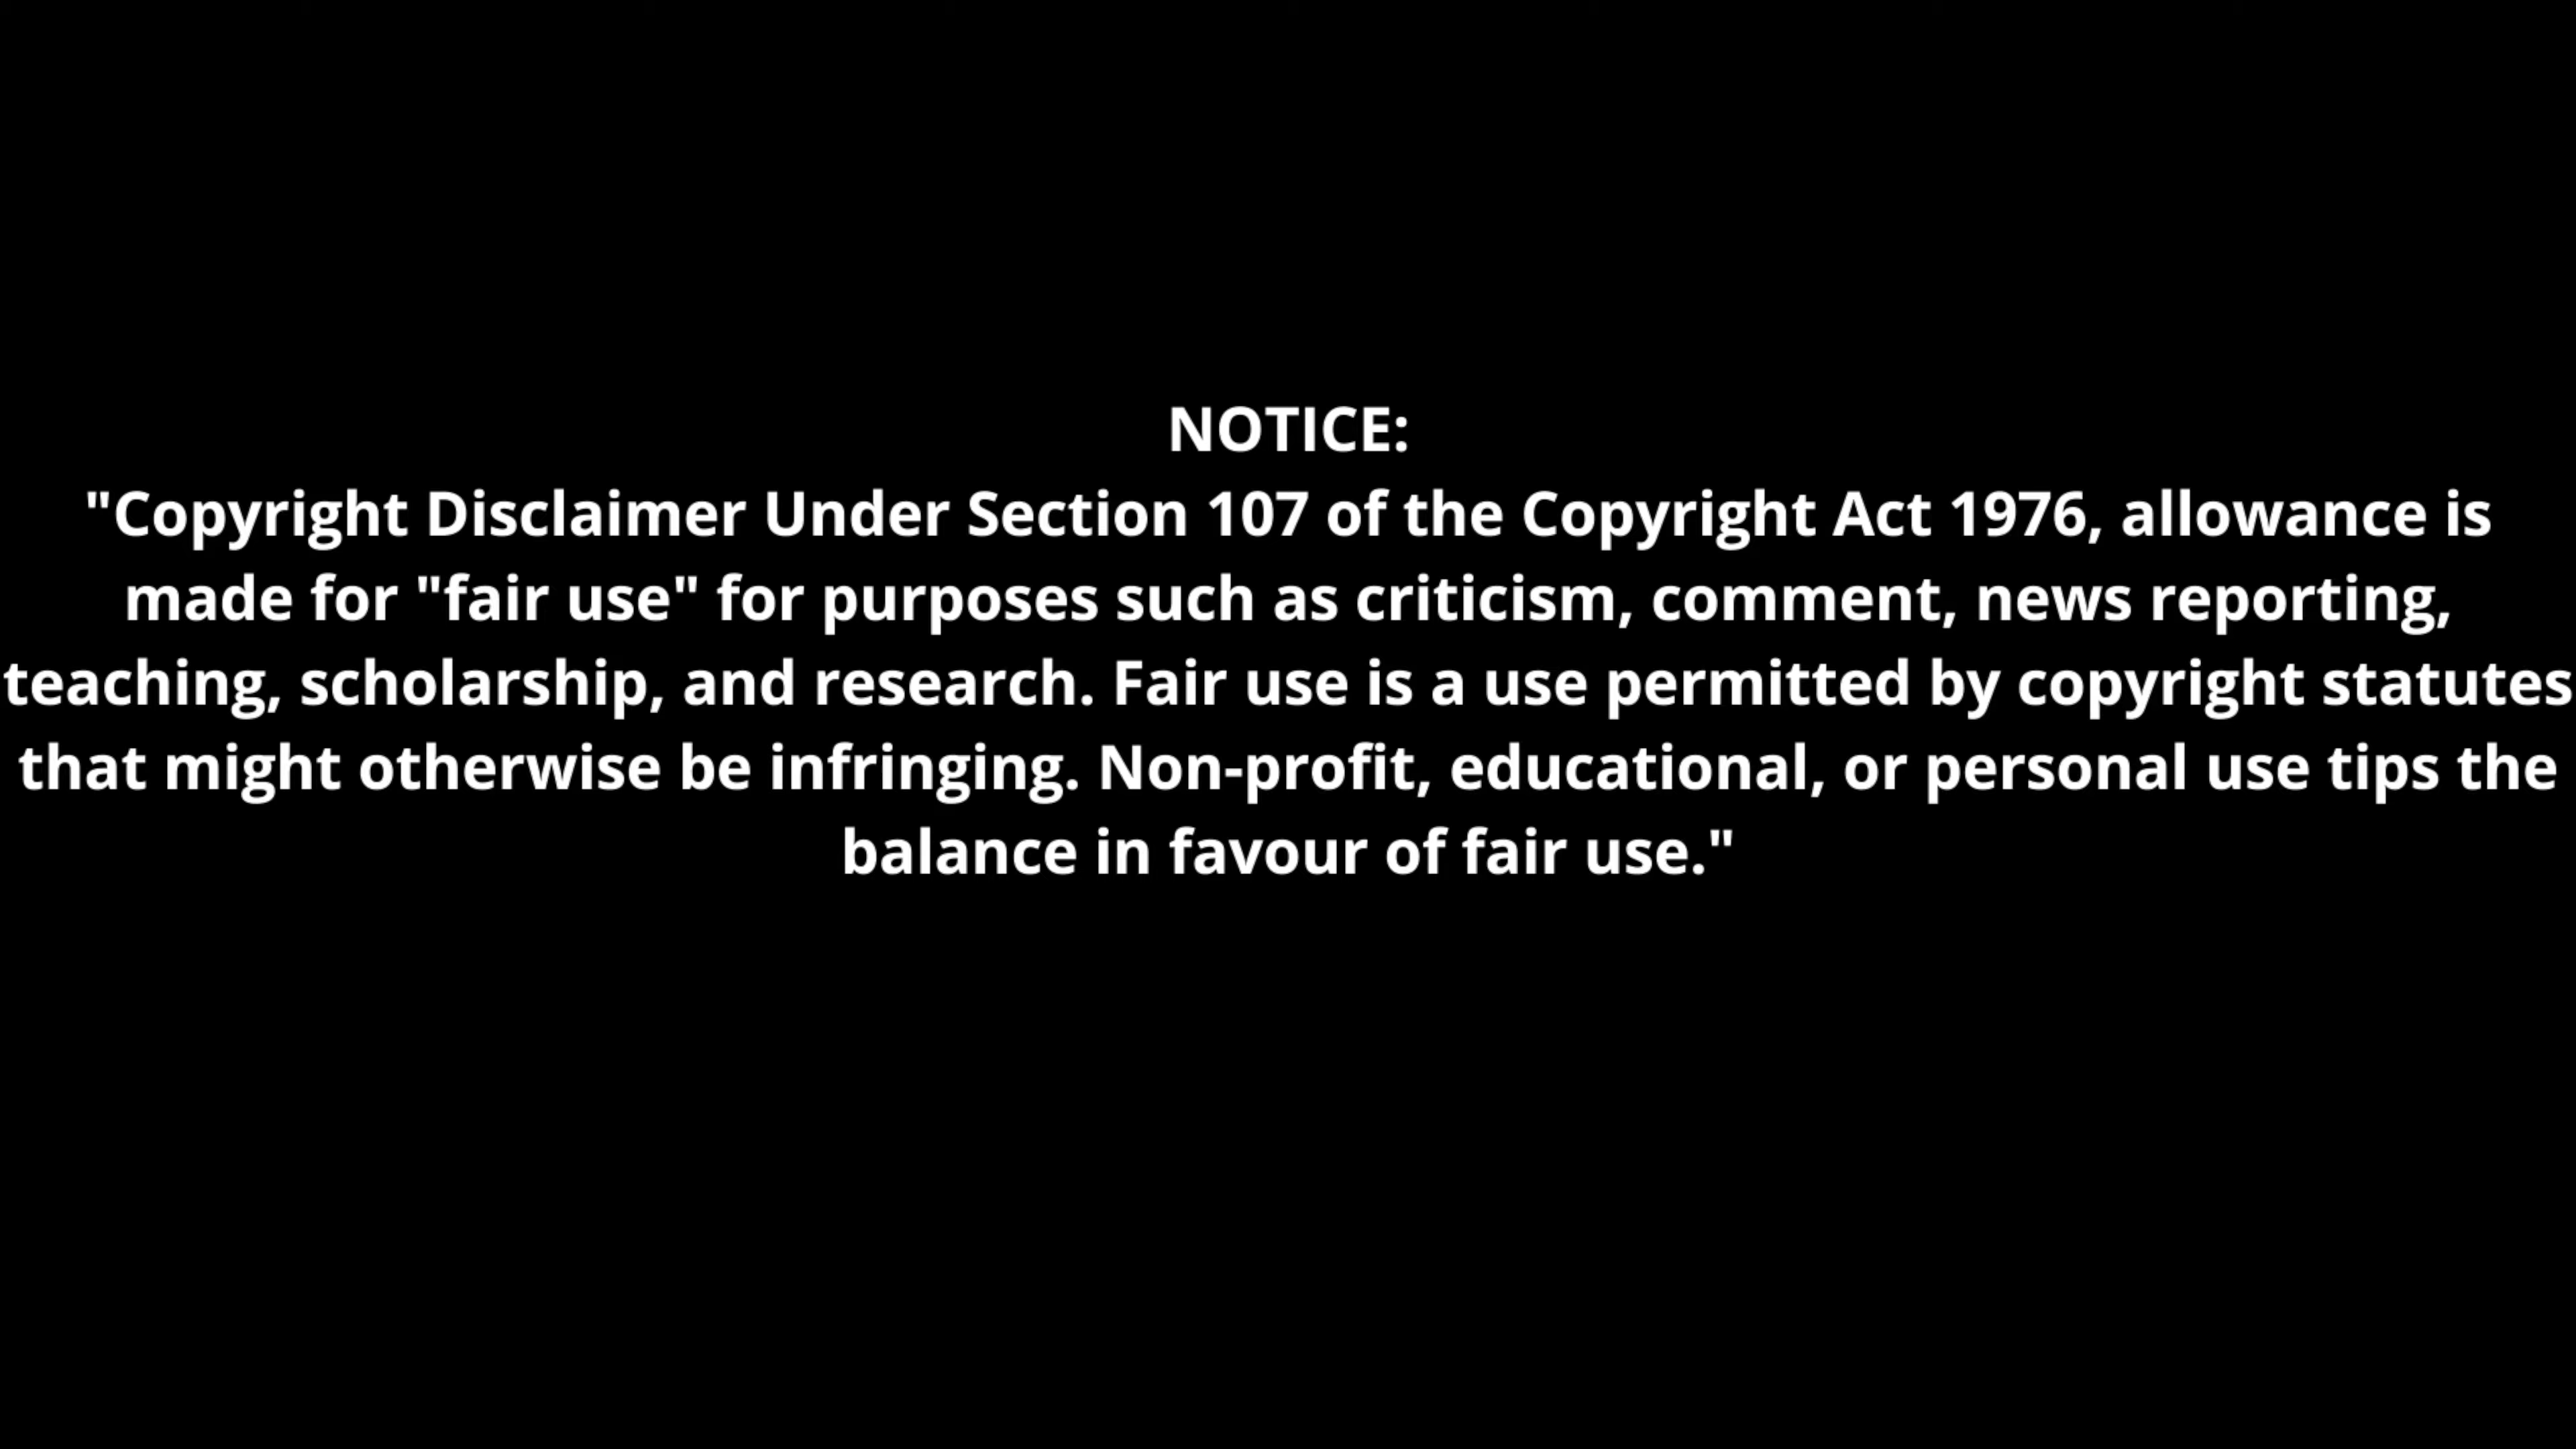 NOTICE:
"Copyright Disclaimer Under Section 107 of the Copyright Act 1976, allowance is
made for "fair use" for purposes such as criticism, comment, news reporting,
teaching, scholarship, and research. Fair use is a use permitted by copyright statutes
that might otherwise be infringing. Non-profit, educational, or personal use tips the
balance in favour of fair use."